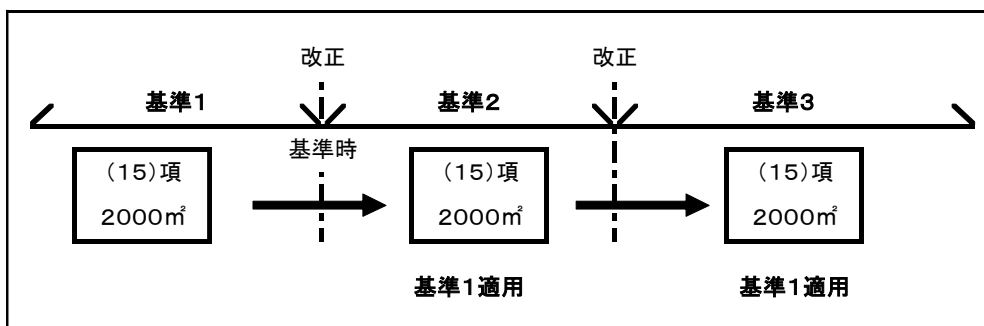 改正 改正
基準1 基準2 基準3
基準時
(15)項 (15)項 (15)項
2000㎡ 2000㎡ 2000㎡
基準1適用 基準1適用